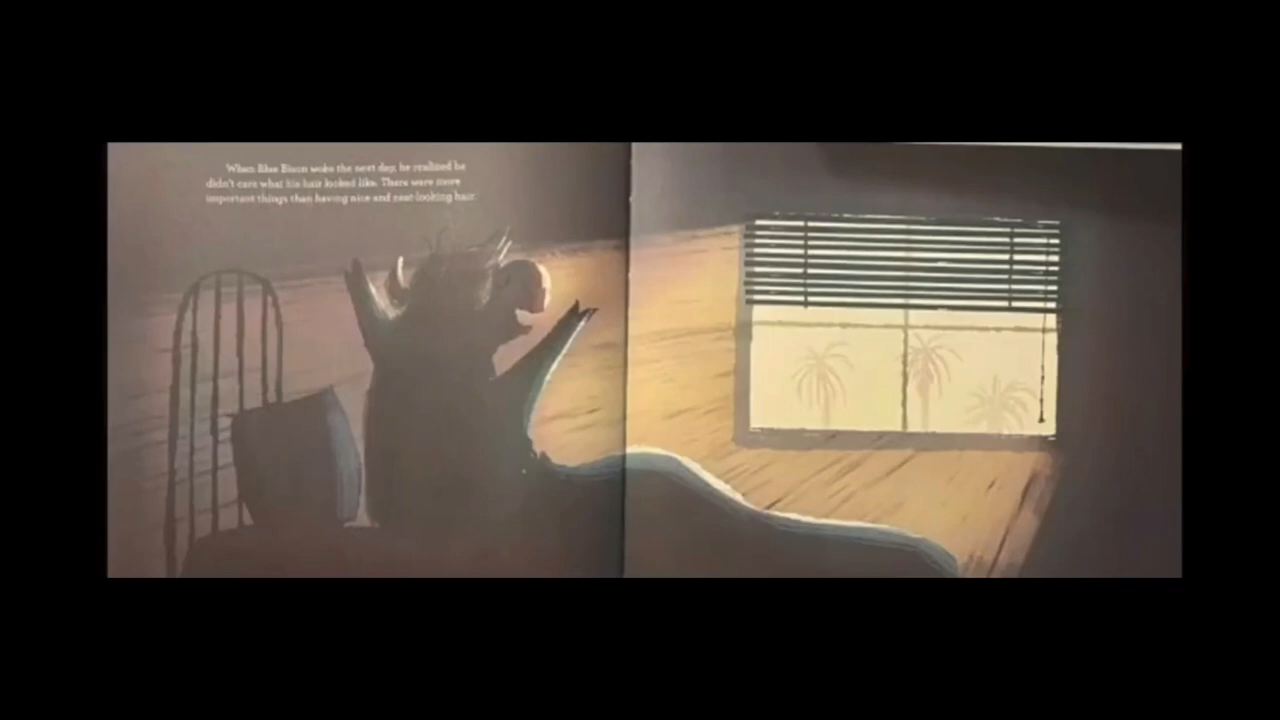 When Blue Bison woke the next day, he realized he
didn't care what his hair looked like. There were more
important things than having nice and neat-looking hair.